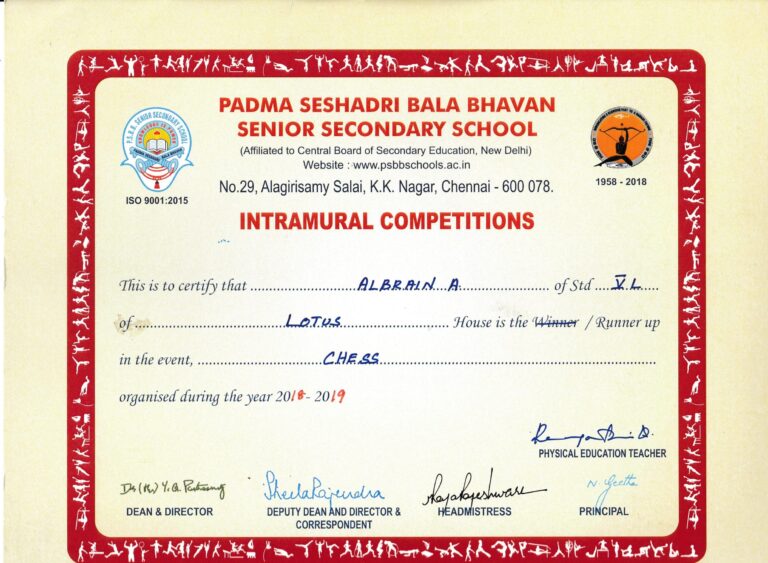 PADMA SESHADRI BALA BHAVAN
SENIOR SECONDARY SCHOOL
(Affiliated to Central Board of Secondary Education, New Delhi)
Website : www.psbbschools.ac.in
No.29, Alagirisamy Salai, K.K. Nagar, Chennai - 600 078.
ISO 9001:2015
1958 - 2018
INTRAMURAL COMPETITIONS
This is to certify that ALBRAIN A of Std V L
of LOTUS House is the Winner / Runner up
in the event, CHESS
organised during the year 2018 - 2019
PHYSICAL EDUCATION TEACHER
SheelaRajendra Rajarajeshwari N. Geetha
DEAN & DIRECTOR DEPUTY DEAN AND DIRECTOR & HEADMISTRESS PRINCIPAL
CORRESPONDENT